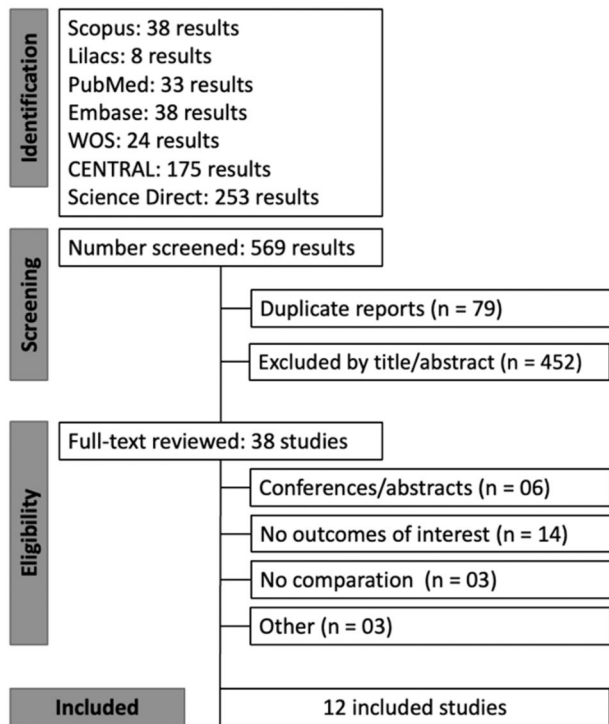 Identification
Scopus: 38 results
Lilacs: 8 results
PubMed: 33 results
Embase: 38 results
WOS: 24 results
CENTRAL: 175 results
Science Direct: 253 results
Screening
Number screened: 569 results
Duplicate reports (n = 79)
Excluded by title/abstract (n = 452)
Eligibility
Full-text reviewed: 38 studies
Conferences/abstracts (n = 06)
No outcomes of interest (n = 14)
No comparation (n = 03)
Other (n = 03)
Included
12 included studies